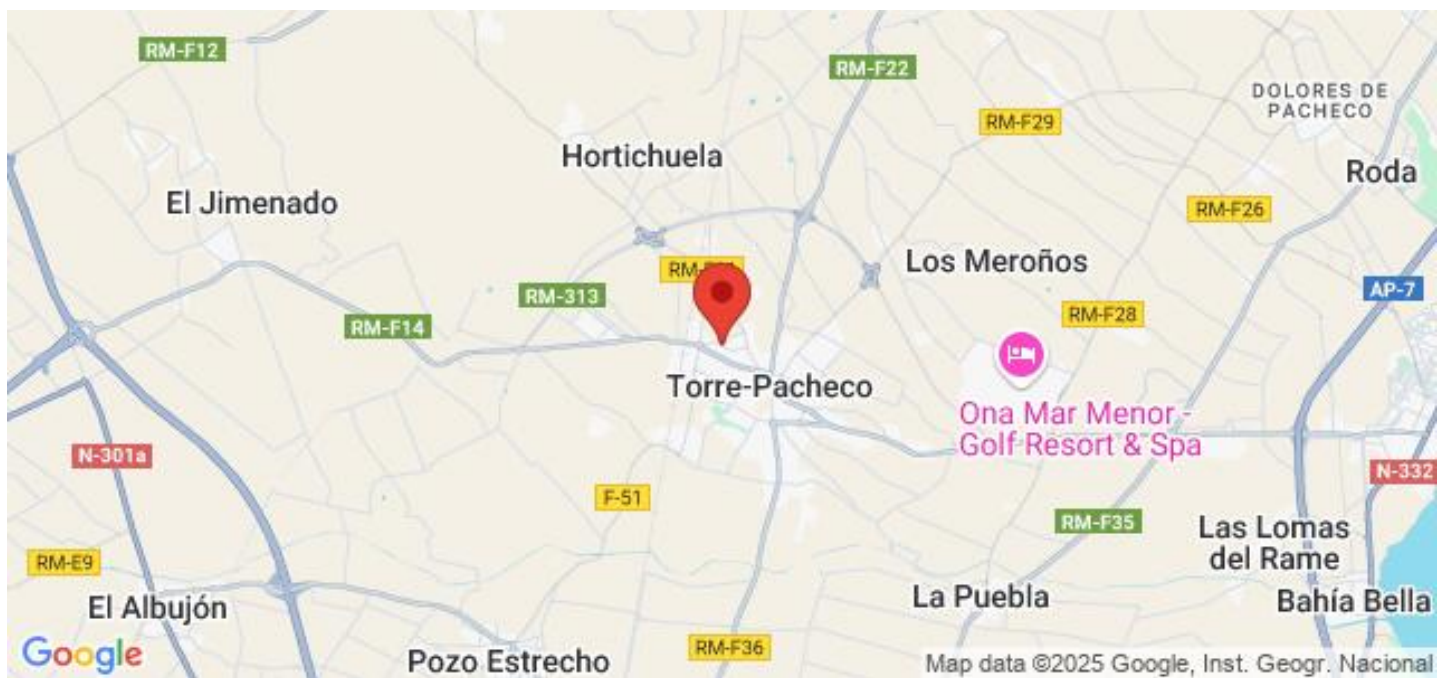 RM-F12
RM-F22
DOLORES DE
PACHECO
RM-F29
Hortichuela
Roda
El Jimenado
RM-F26
Los Meroños
RM-313
AP-7
RM-F14
RM-F28
Torre-Pacheco
Ona Mar Menor -
Golf Resort & Spa
N-301a
N-332
F-51
RM-F35
Las Lomas
del Rame
RM-E9
El Albujón
La Puebla
Bahía Bella
Google
Pozo Estrecho
RM-F36
Map data ©2025 Google, Inst. Geogr. Nacional